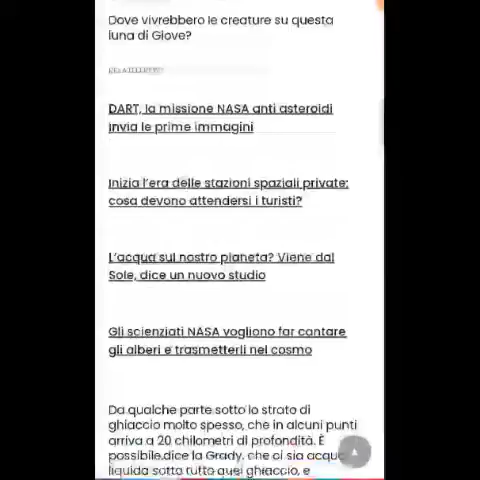 Dove vivrebbero le creature su questa
luna di Giove?
DART, la missione NASA anti asteroidi
invia le prime immagini
Inizia l'era delle stazioni spaziali private:
cosa devono attendersi i turisti?
L'acqua sul nostro pianeta? Viene dal
Sole, dice un nuovo studio
Gli scienziati NASA vogliono far cantare
gli alberi e trasmetterli nel cosmo
Da qualche parte sotto lo strato di
ghiaccio molto spesso, che in alcuni punti
arriva a 20 chilometri di profondità. È
possibile,dice la Grady, che ci sia acqua
liquida sotto tutto quel ghiaccio, e